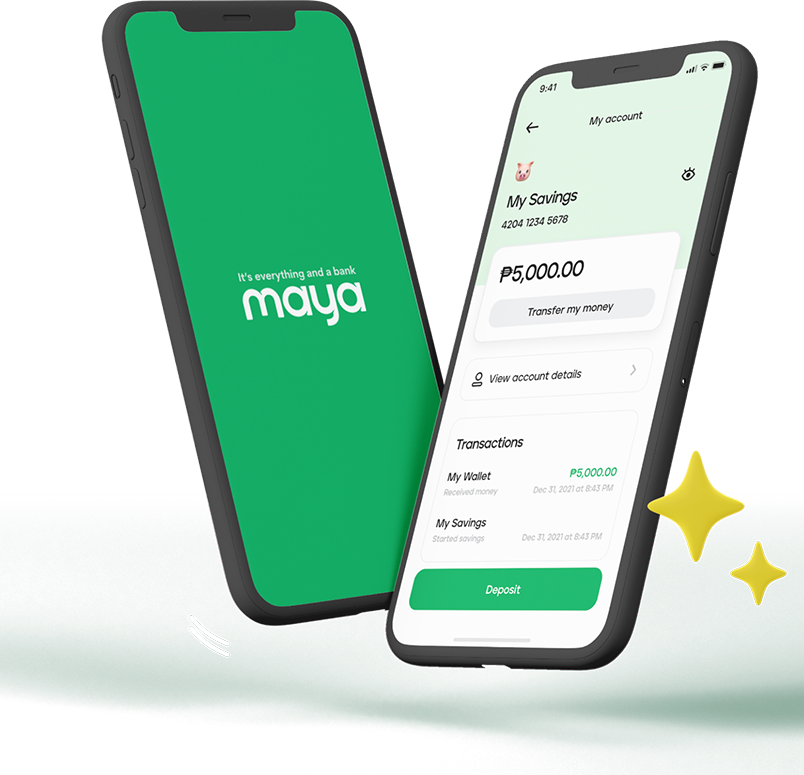 It's everything and a bank
maya
9:41
My account
My Savings
4204 1234 5678
₱5,000.00
Transfer my money
View account details
Transactions
My Wallet ₱5,000.00
Received money Dec 31, 2021 at 8:43 PM
My Savings
Started savings Dec 31, 2021 at 8:43 PM
Deposit